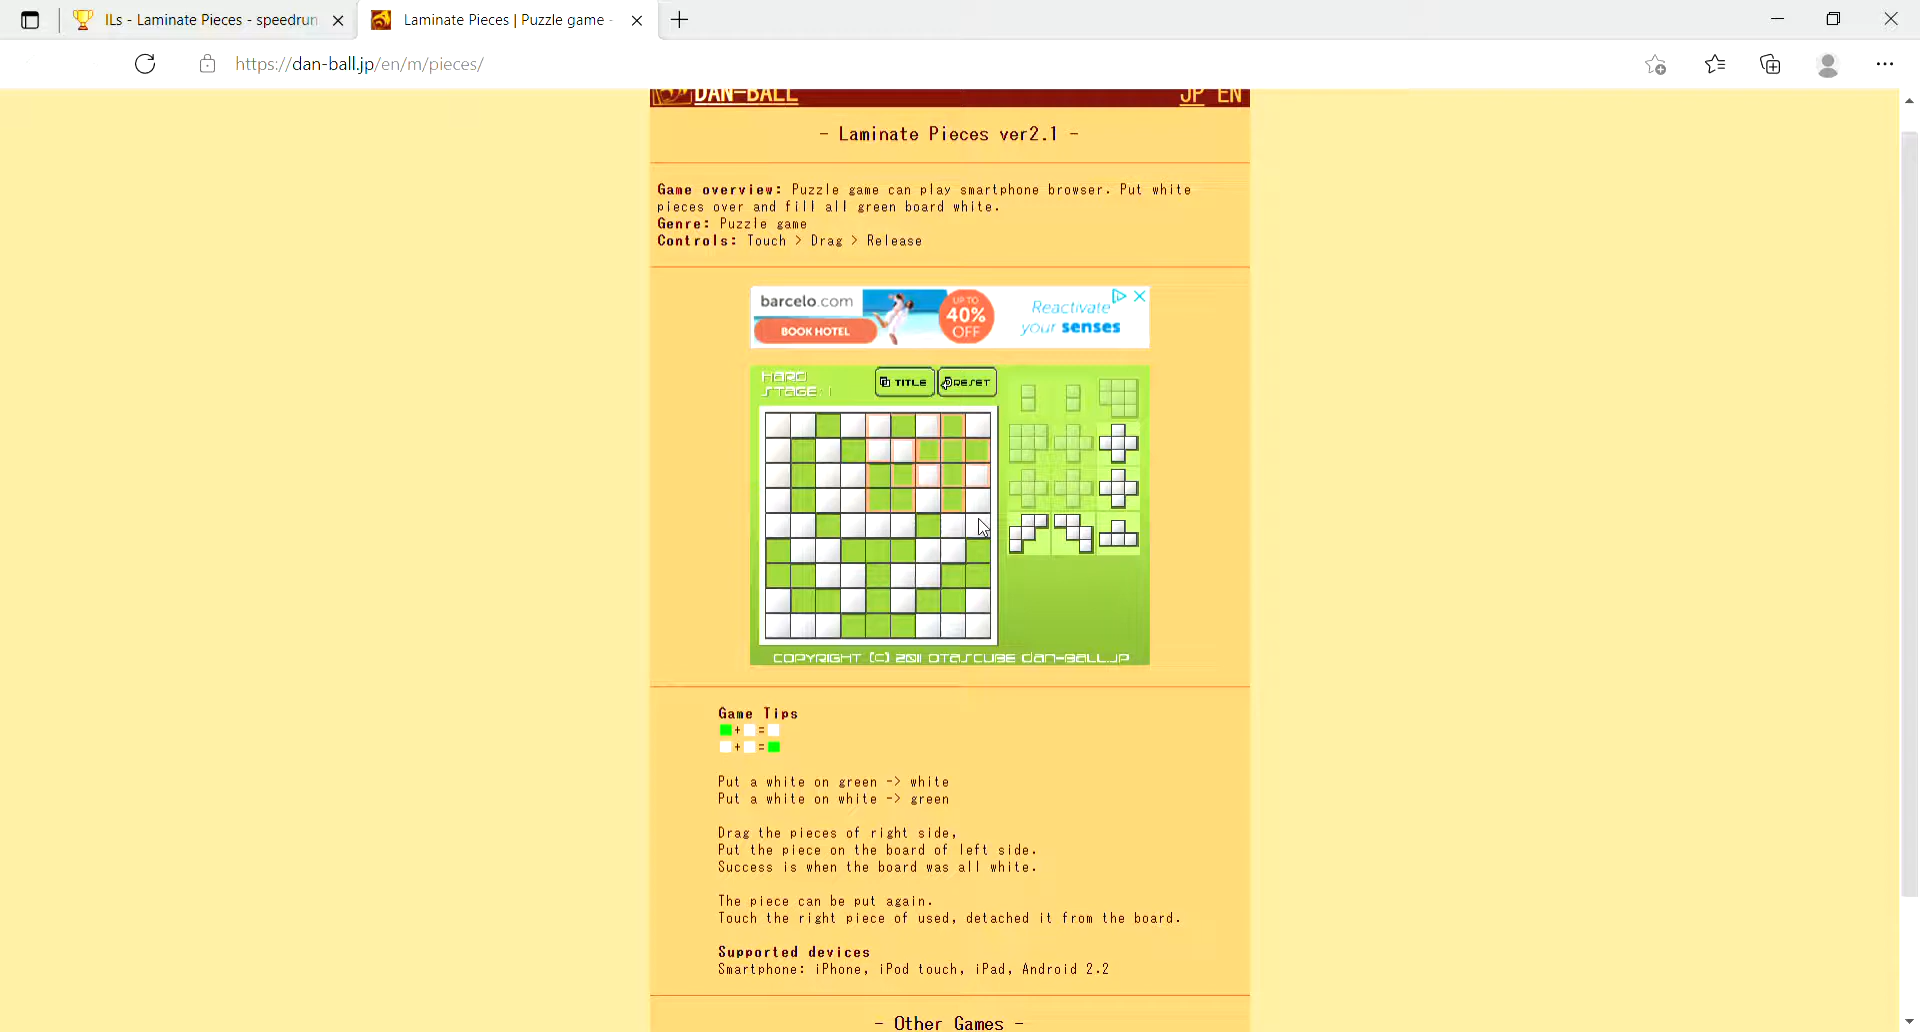 ILs - Laminate Pieces - speedrun
Laminate Pieces | Puzzle game -
https://dan-ball.jp/en/m/pieces/
DAN-BALL
JP EN
- Laminate Pieces ver2.1 -
Game overview: Puzzle game can play smartphone browser. Put white
pieces over and fill all green board white.
Genre: Puzzle game
Controls: Touch > Drag > Release
barcelo.com
BOOK HOTEL
UP TO
40%
OFF
Reactivate
your senses
HARD
STAGE:1
TITLE
RESET
COPYRIGHT (C) 2011 OTASCUBE DAN-BALL.JP
Game Tips
+ =
+ =
Put a white on green -> white
Put a white on white -> green
Drag the pieces of right side,
Put the piece on the board of left side.
Success is when the board was all white.
The piece can be put again.
Touch the right piece of used, detached it from the board.
Supported devices
Smartphone: iPhone, iPod touch, iPad, Android 2.2
- Other Games -